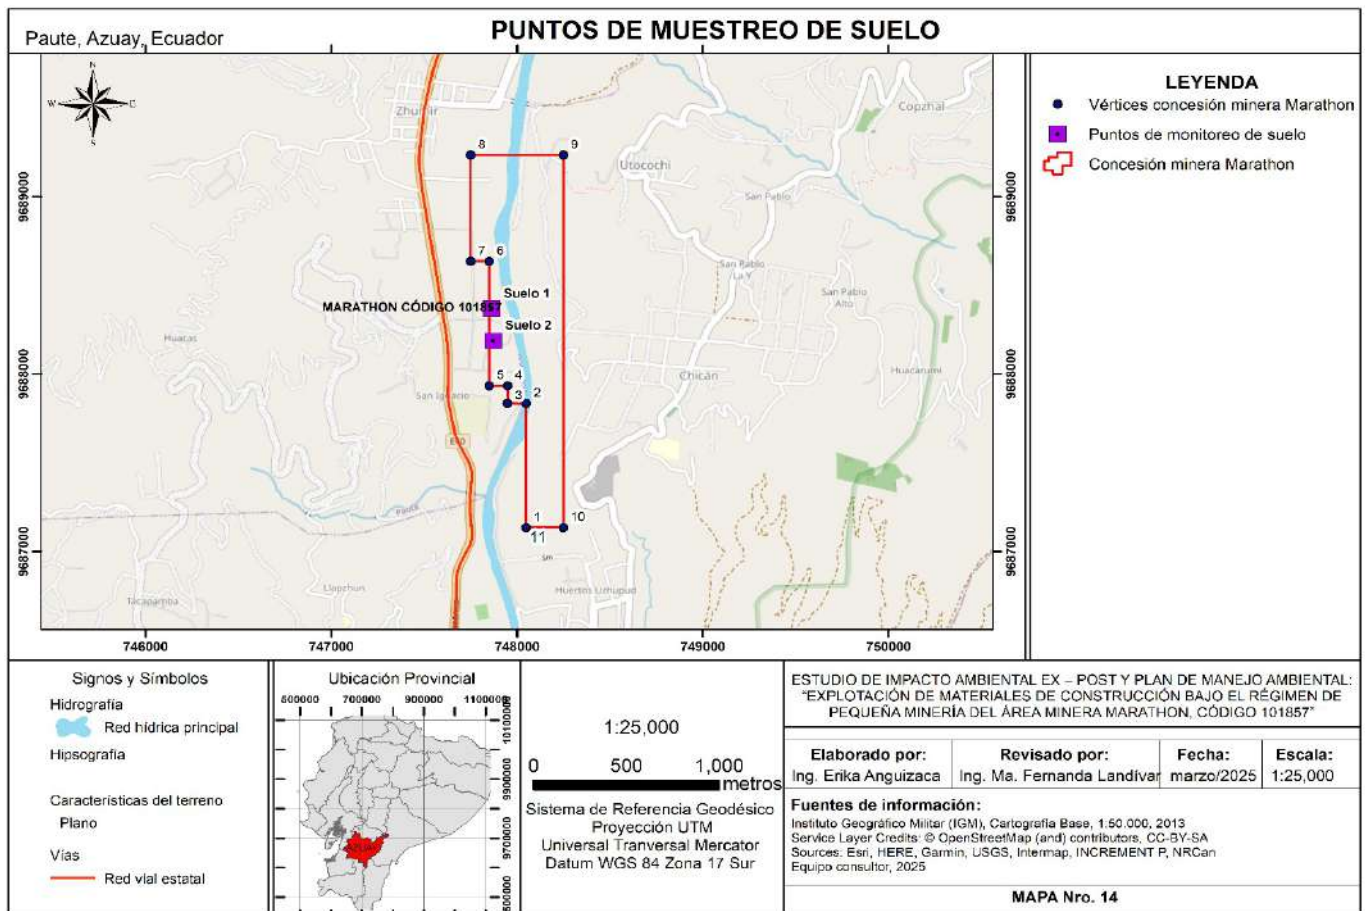 Paute, Azuay, Ecuador
PUNTOS DE MUESTREO DE SUELO
N
W
E
S
746000
747000
748000
749000
750000
9689000
9688000
9687000
9689000
9688000
9687000
Zhumir
Copzhal
Utocochi
San Pablo
San Pablo
La Y
San Pablo
Alto
Huacas
Chicán
Huacarumi
San Ignacio
E40
Paute
Llapchun
Tacapamba
Huertos Uzhupud
8
9
7
6
Suelo 1
MARATHON CÓDIGO 101857
Suelo 2
5
4
3
2
1
10
11
LEYENDA
Vértices concesión minera Marathon
Puntos de monitoreo de suelo
Concesión minera Marathon
Signos y Símbolos
Hidrografía
Red hídrica principal
Hipsografía
Características del terreno
Plano
Vías
Red vial estatal
Ubicación Provincial
500000
700000
900000
1100000
9900000
9700000
AZUAY
1:25,000
0 500 1,000
metros
Sistema de Referencia Geodésico
Proyección UTM
Universal Tranversal Mercator
Datum WGS 84 Zona 17 Sur
ESTUDIO DE IMPACTO AMBIENTAL EX – POST Y PLAN DE MANEJO AMBIENTAL:
“EXPLOTACIÓN DE MATERIALES DE CONSTRUCCIÓN BAJO EL RÉGIMEN DE
PEQUEÑA MINERÍA DEL ÁREA MINERA MARATHON, CÓDIGO 101857”
Elaborado por: Revisado por: Fecha: Escala:
Ing. Erika Anguizaca Ing. Ma. Fernanda Landívar marzo/2025 1:25,000
Fuentes de información:
Instituto Geográfico Militar (IGM), Cartografía Base, 1:50.000, 2013
Service Layer Credits: © OpenStreetMap (and) contributors, CC-BY-SA
Sources: Esri, HERE, Garmin, USGS, Intermap, INCREMENT P, NRCan
Equipo consultor, 2025
MAPA Nro. 14